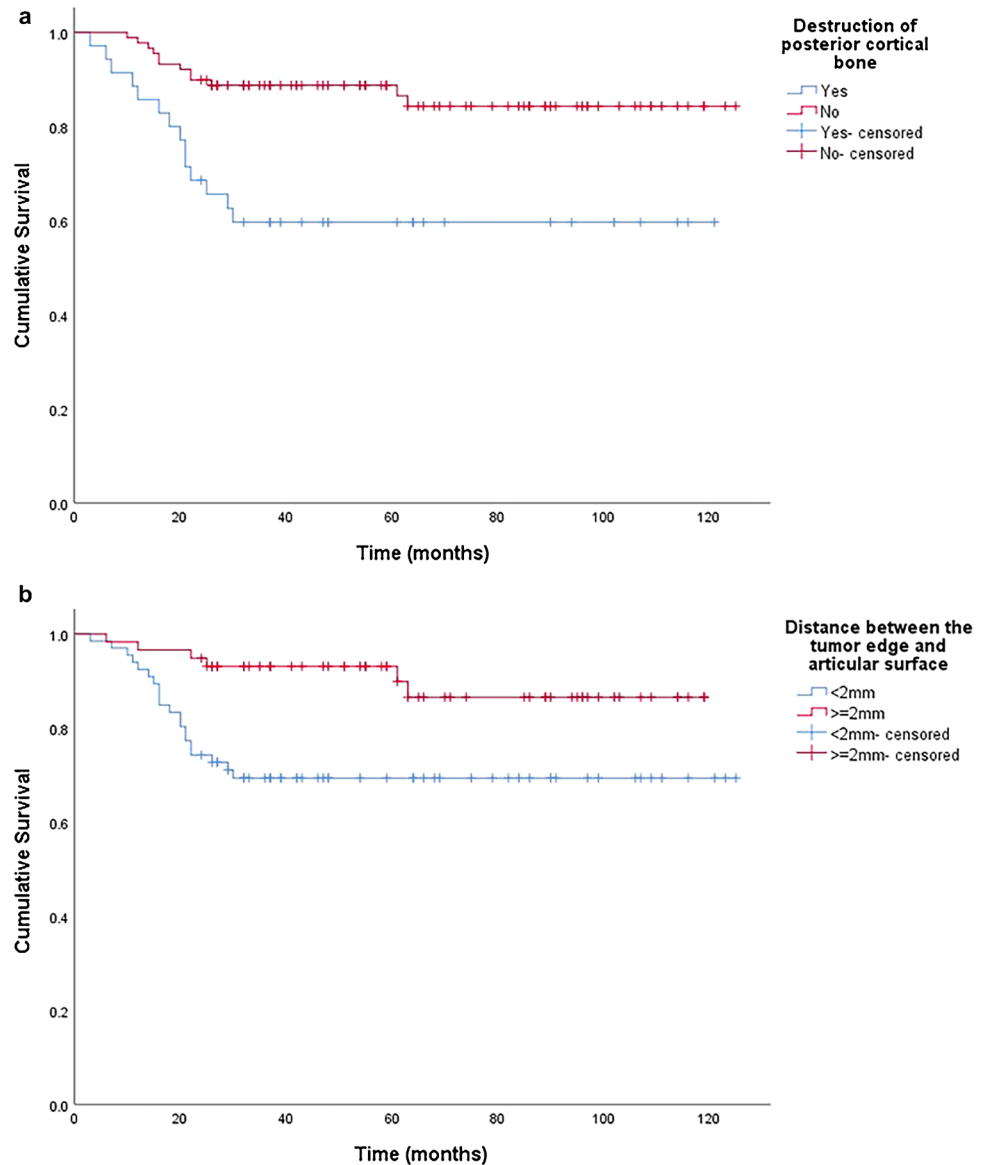 a
Destruction of
posterior cortical
bone
Yes
No
Yes- censored
No- censored
Cumulative Survival
1.0
0.8
0.6
0.4
0.2
0.0
0 20 40 60 80 100 120
Time (months)
b
Distance between the
tumor edge and
articular surface
<2mm
>=2mm
<2mm- censored
>=2mm- censored
Cumulative Survival
1.0
0.8
0.6
0.4
0.2
0.0
0 20 40 60 80 100 120
Time (months)